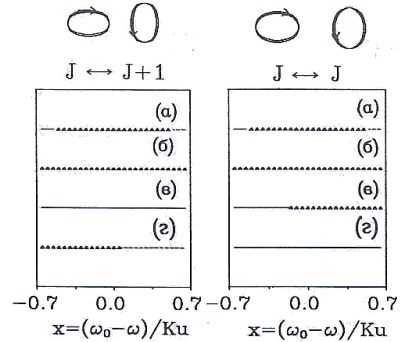 J ↔ J+1
J ↔ J
(а)
(б)
(в)
(г)
(а)
(б)
(в)
(г)
−0.7 0.0 0.7
−0.7 0.0 0.7
x=(ω₀−ω)/Ku
x=(ω₀−ω)/Ku